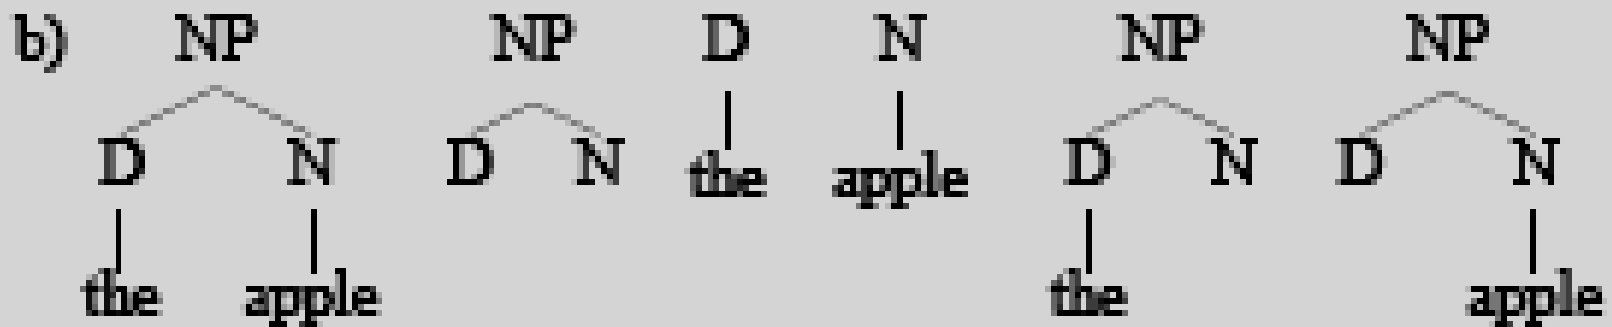 b) NP NP D N NP NP
D N D N the apple D N D N
the apple the apple